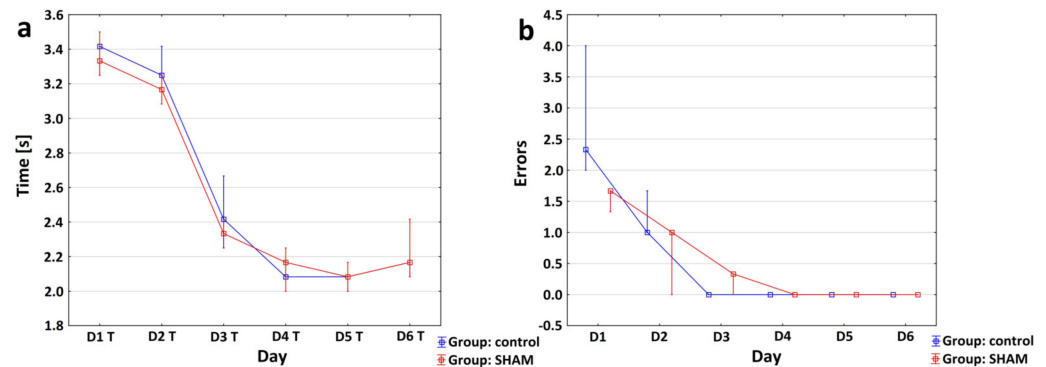 a
3.6
3.4
3.2
3.0
2.8
2.6
2.4
2.2
2.0
1.8
Time [s]
D1 T D2 T D3 T D4 T D5 T D6 T
Day
Group: control
Group: SHAM
b
4.5
4.0
3.5
3.0
2.5
2.0
1.5
1.0
0.5
0.0
-0.5
Errors
D1 D2 D3 D4 D5 D6
Day
Group: control
Group: SHAM